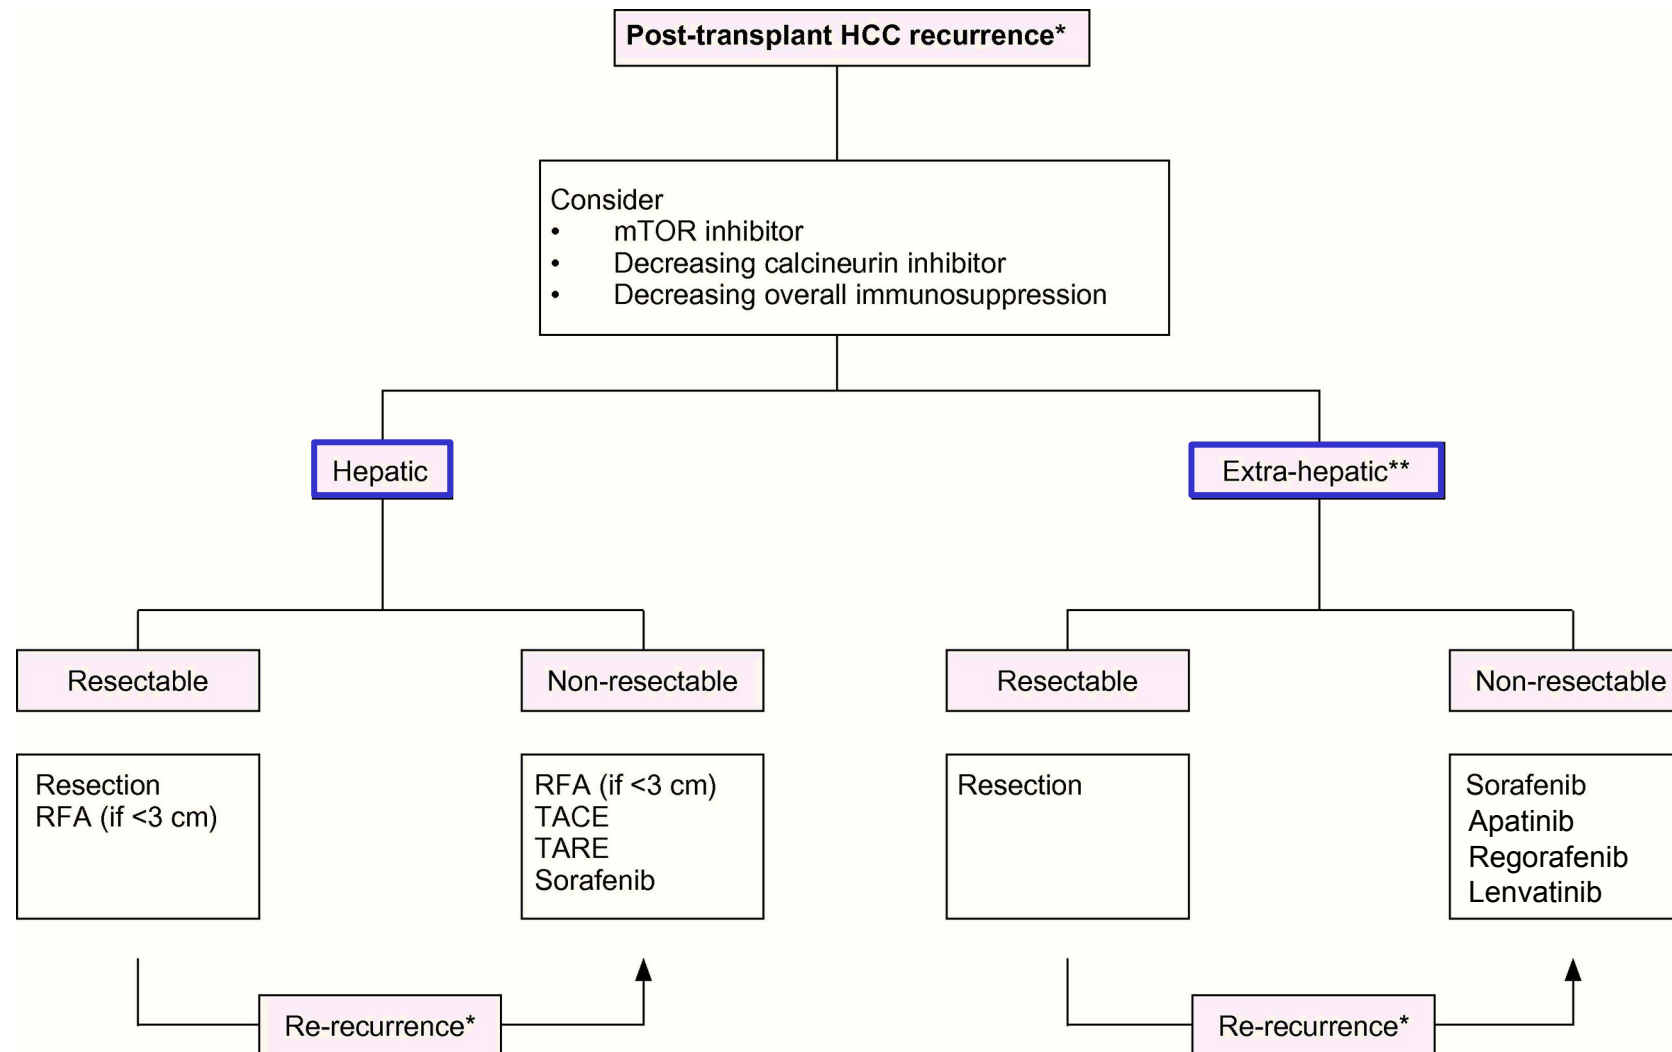 Post-transplant HCC recurrence*
Consider
• mTOR inhibitor
• Decreasing calcineurin inhibitor
• Decreasing overall immunosuppression
Hepatic
Extra-hepatic**
Resectable
Non-resectable
Resectable
Non-resectable
Resection
RFA (if <3 cm)
RFA (if <3 cm)
TACE
TARE
Sorafenib
Resection
Sorafenib
Apatinib
Regorafenib
Lenvatinib
Re-recurrence*
Re-recurrence*